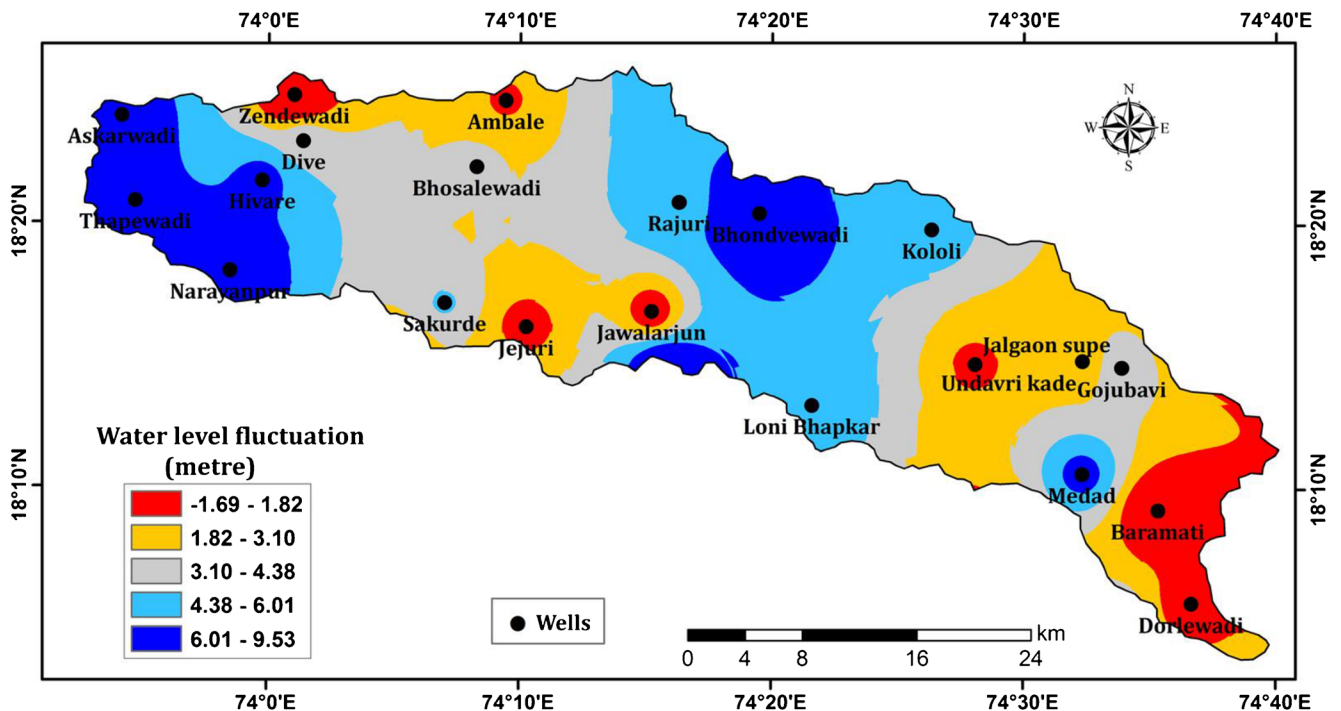 74°0'E 74°10'E 74°20'E 74°30'E 74°40'E
N
W E
S
18°20'N
18°20'N
18°10'N
18°10'N
Askarwadi
Zendewadi
Ambale
Dive
Bhosalewadi
Hivare
Thapewadi
Rajuri
Bhondvewadi
Kololi
Narayanpur
Sakurde
Jejuri
Jawalarjun
Jalgaon supe
Undavri kade
Gojubavi
Loni Bhapkar
Medad
Baramati
Dorlewadi
Water level fluctuation
(metre)
-1.69 - 1.82
1.82 - 3.10
3.10 - 4.38
4.38 - 6.01
6.01 - 9.53
Wells
km
0 4 8 16 24
74°0'E 74°10'E 74°20'E 74°30'E 74°40'E